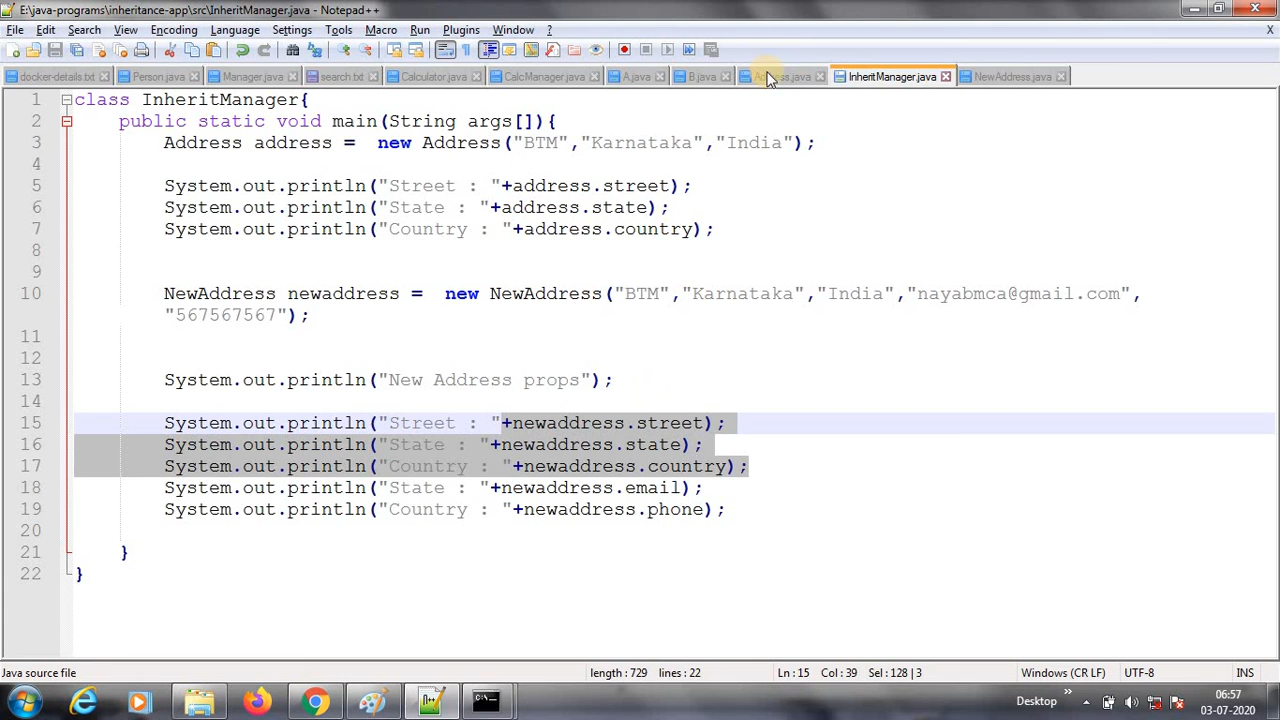 E:\java-programs\inheritance-app\src\InheritManager.java - Notepad++
File Edit Search View Encoding Language Settings Tools Macro Run Plugins Window ? X
docker-details.txt Person.java Manager.java search.txt Calculator.java CalcManager.java A.java B.java Address.java InheritManager.java NewAddress.java
1 class InheritManager{
2 public static void main(String args[]){
3 Address address = new Address("BTM","Karnataka","India");
4
5 System.out.println("Street : "+address.street);
6 System.out.println("State : "+address.state);
7 System.out.println("Country : "+address.country);
8
9
10 NewAddress newaddress = new NewAddress("BTM","Karnataka","India","nayabmca@gmail.com",
"567567567");
11
12
13 System.out.println("New Address props");
14
15 System.out.println("Street : "+newaddress.street);
16 System.out.println("State : "+newaddress.state);
17 System.out.println("Country : "+newaddress.country);
18 System.out.println("State : "+newaddress.email);
19 System.out.println("Country : "+newaddress.phone);
20
21 }
22 }
Java source file length : 729 lines : 22 Ln : 15 Col : 39 Sel : 128 | 3 Windows (CR LF) UTF-8 INS
Desktop » 06:57
03-07-2020